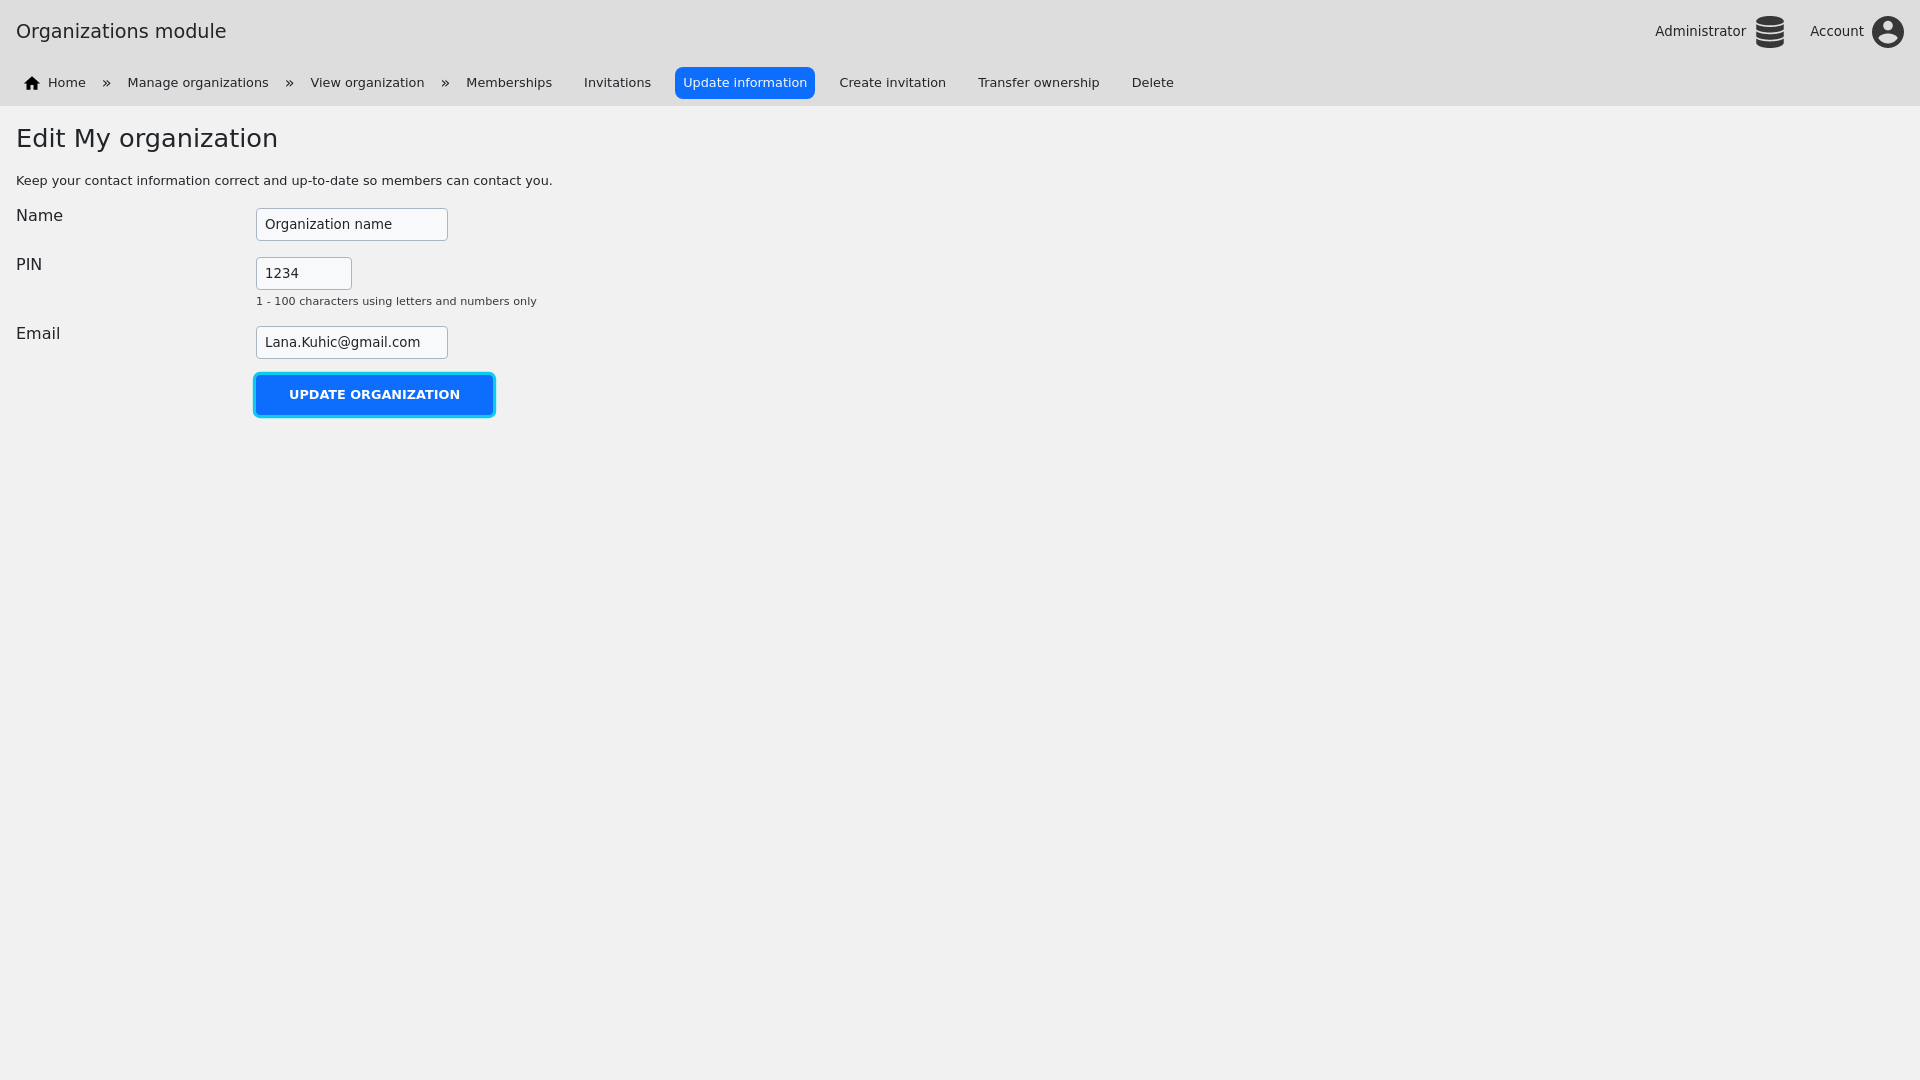 Organizations module
Administrator
Account
Home » Manage organizations » View organization » Memberships Invitations Update information Create invitation Transfer ownership Delete
Edit My organization
Keep your contact information correct and up-to-date so members can contact you.
Name
Organization name
PIN
1234
1 - 100 characters using letters and numbers only
Email
Lana.Kuhic@gmail.com
UPDATE ORGANIZATION